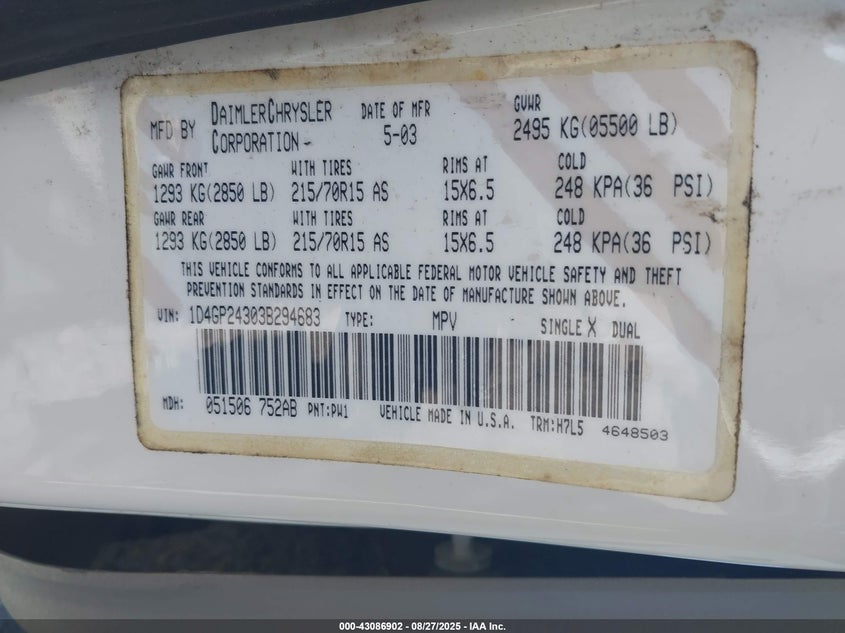 MFD BY DAIMLERCHRYSLER CORPORATION DATE OF MFR 5-03 GVWR 2495 KG(05500 LB)
GAWR FRONT WITH TIRES RIMS AT COLD
1293 KG(2850 LB) 215/70R15 AS 15X6.5 248 KPA(36 PSI)
GAWR REAR WITH TIRES RIMS AT COLD
1293 KG(2850 LB) 215/70R15 AS 15X6.5 248 KPA(36 PSI)
THIS VEHICLE CONFORMS TO ALL APPLICABLE FEDERAL MOTOR VEHICLE SAFETY AND THEFT
PREVENTION STANDARDS IN EFFECT ON THE DATE OF MANUFACTURE SHOWN ABOVE.
VIN: 1D4GP24303B294683 TYPE: MPV SINGLE X DUAL
MDH: 051506 752AB PNT:PW1 VEHICLE MADE IN U.S.A. TRM:H7L5 4648503
000-43086902 - 08/27/2025 - IAA Inc.